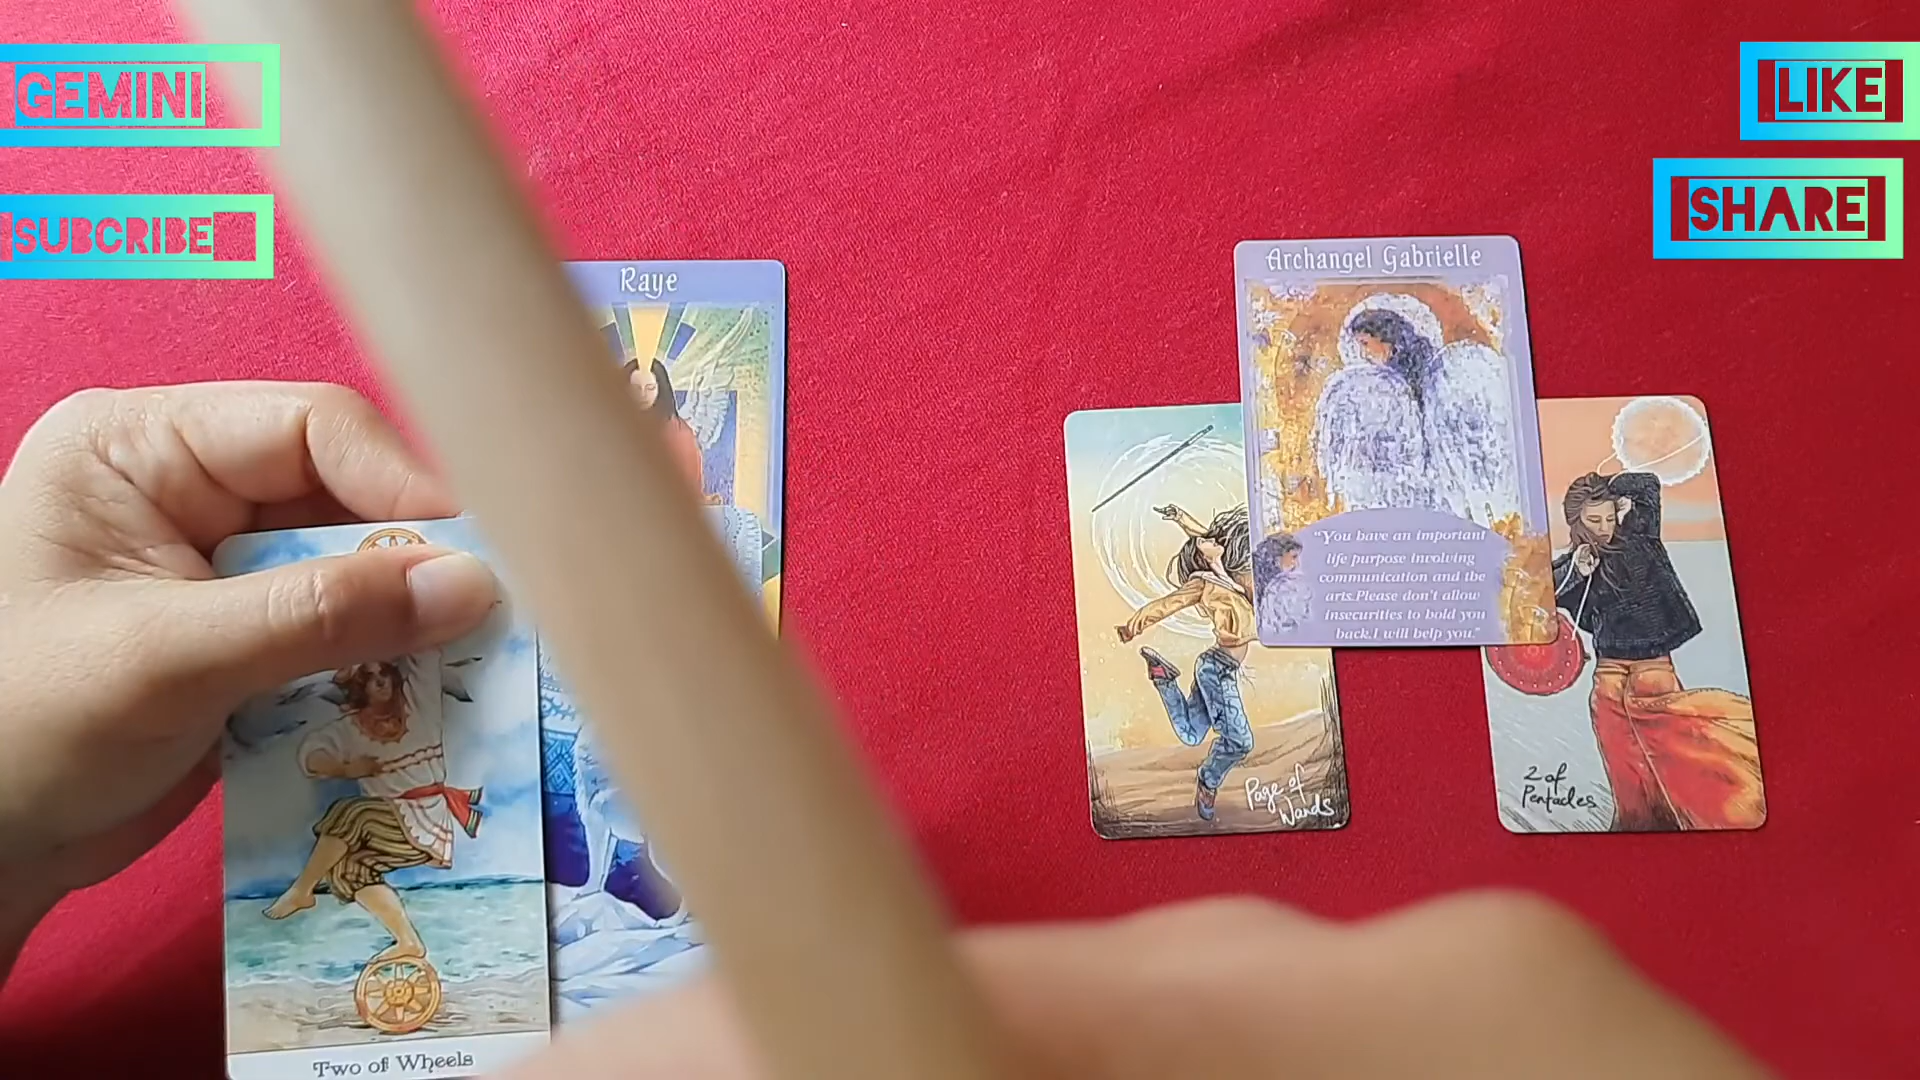 GEMINI
SUBCRIBE
LIKE
SHARE
Raye
Archangel Gabrielle
"You have an important
life purpose involving
communication and the
arts.Please don't allow
insecurities to hold you
back.I will help you."
Page of
Wands
2 of
Pentacles
Two of Wheels